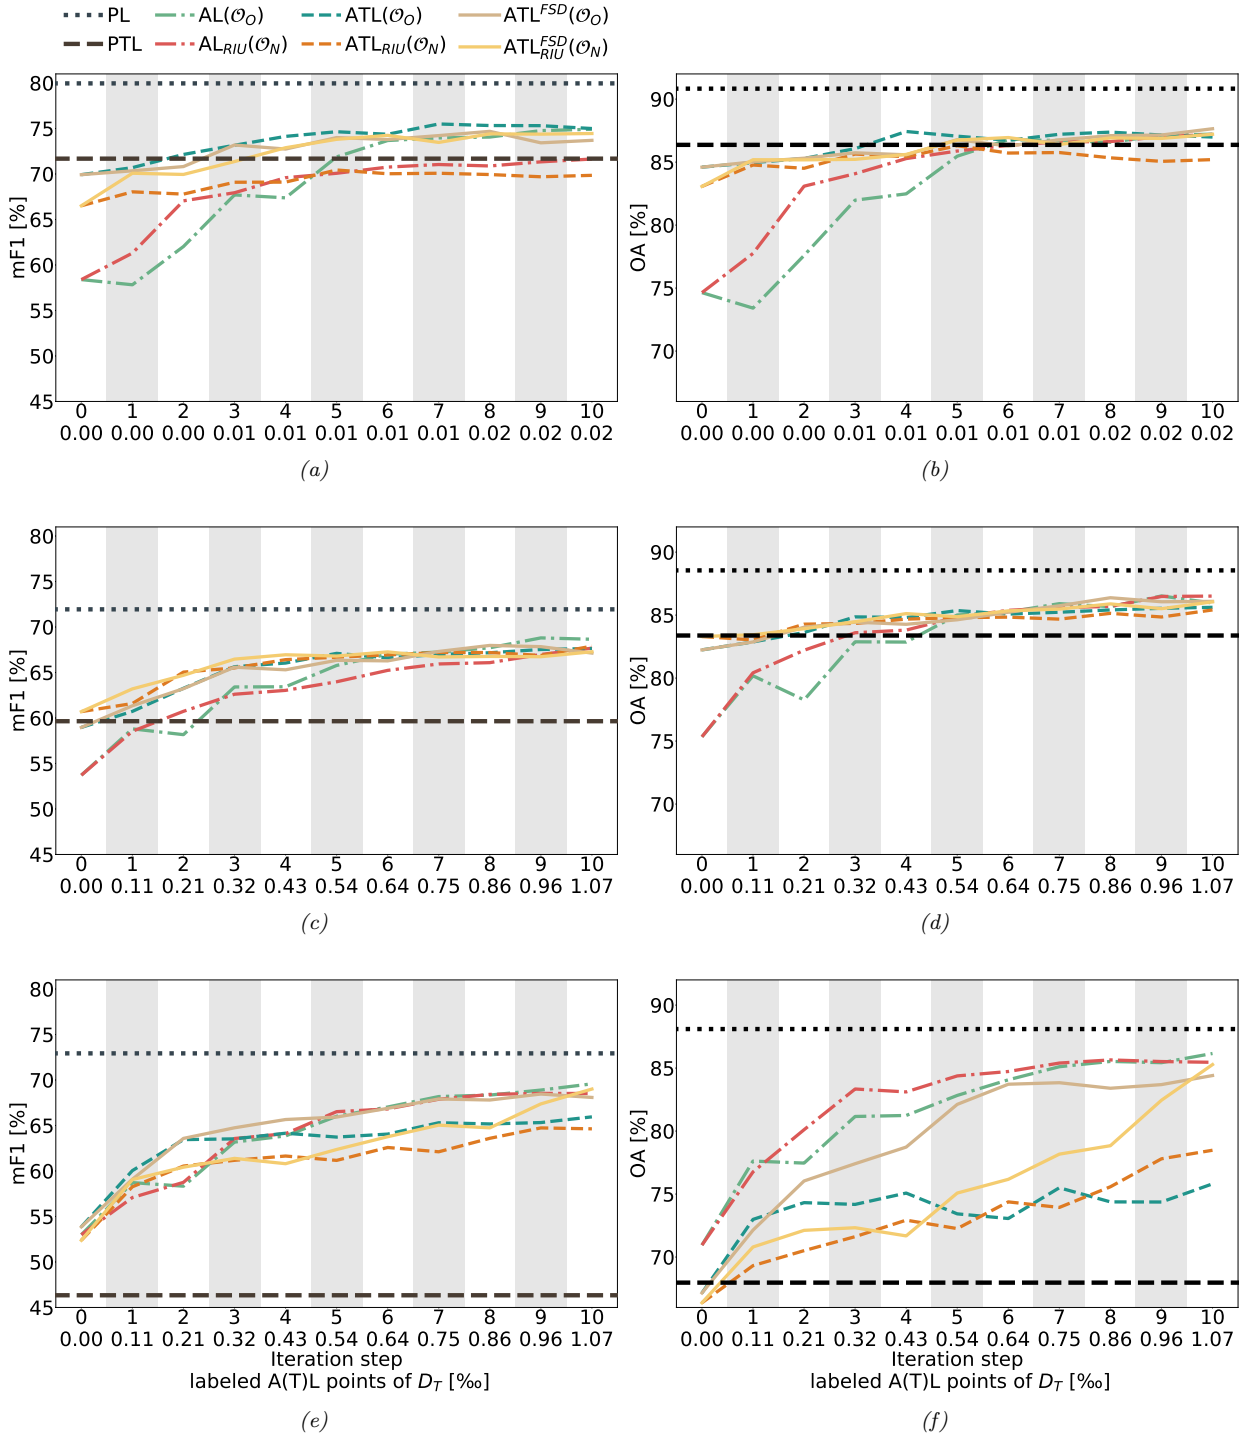 PL AL(𝒪_O) ATL(𝒪_O) ATL^FSD(𝒪_O)
PTL AL_RIU(𝒪_N) ATL_RIU(𝒪_N) ATL^FSD_RIU(𝒪_N)
80
75
70
65
60
55
50
45
mF1 [%]
0 1 2 3 4 5 6 7 8 9 10
0.00 0.00 0.00 0.01 0.01 0.01 0.01 0.01 0.02 0.02 0.02
(a)
90
85
80
75
70
OA [%]
0 1 2 3 4 5 6 7 8 9 10
0.00 0.00 0.00 0.01 0.01 0.01 0.01 0.01 0.02 0.02 0.02
(b)
80
75
70
65
60
55
50
45
mF1 [%]
0 1 2 3 4 5 6 7 8 9 10
0.00 0.11 0.21 0.32 0.43 0.54 0.64 0.75 0.86 0.96 1.07
(c)
90
85
80
75
70
OA [%]
0 1 2 3 4 5 6 7 8 9 10
0.00 0.11 0.21 0.32 0.43 0.54 0.64 0.75 0.86 0.96 1.07
(d)
80
75
70
65
60
55
50
45
mF1 [%]
0 1 2 3 4 5 6 7 8 9 10
0.00 0.11 0.21 0.32 0.43 0.54 0.64 0.75 0.86 0.96 1.07
Iteration step
labeled A(T)L points of D_T [‰]
(e)
90
85
80
75
70
OA [%]
0 1 2 3 4 5 6 7 8 9 10
0.00 0.11 0.21 0.32 0.43 0.54 0.64 0.75 0.86 0.96 1.07
Iteration step
labeled A(T)L points of D_T [‰]
(f)